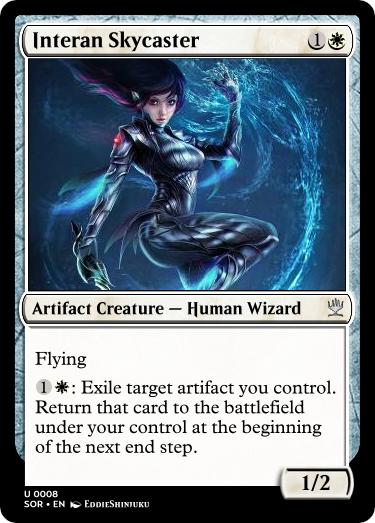 Interan Skycaster 1
Artifact Creature — Human Wizard
Flying
1 : Exile target artifact you control.
Return that card to the battlefield
under your control at the beginning
of the next end step.
1/2
U 0008
SOR • EN EddieShinjuku